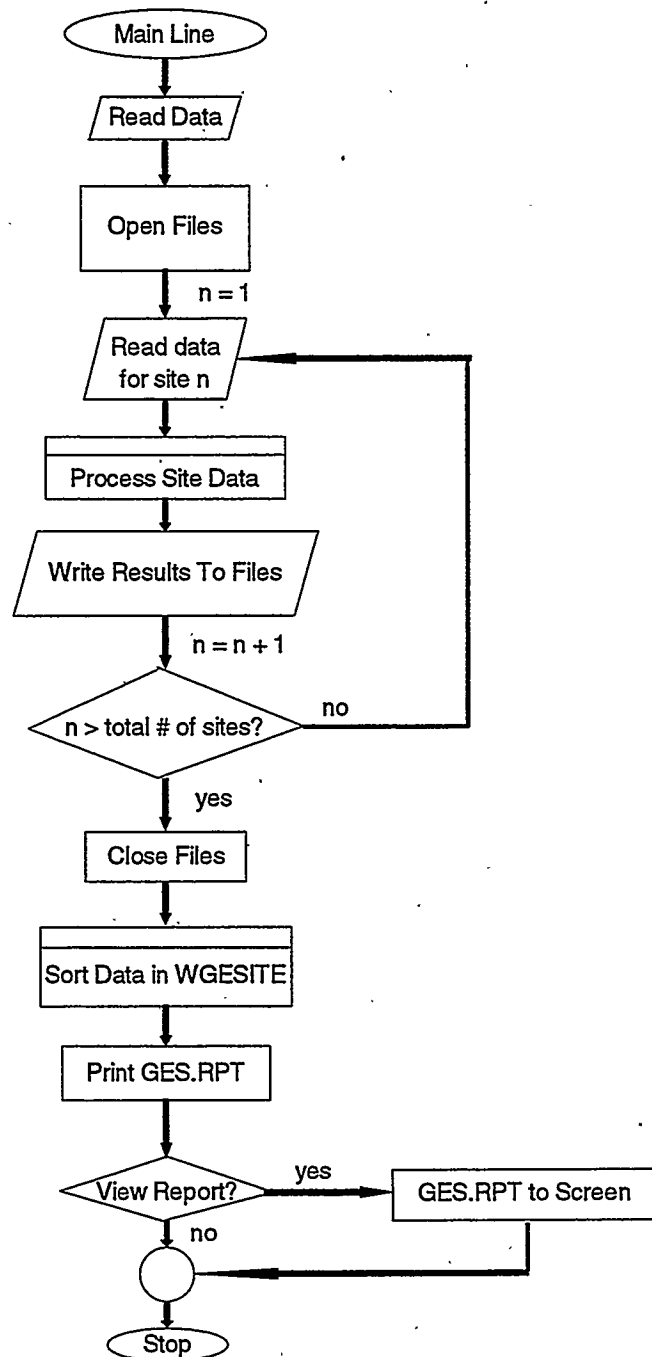 Main Line
Read Data
Open Files
n = 1
Read data
for site n
Process Site Data
Write Results To Files
n = n + 1
n > total # of sites?
no
yes
Close Files
Sort Data in WGESITE
Print GES.RPT
View Report?
yes
GES.RPT to Screen
no
Stop